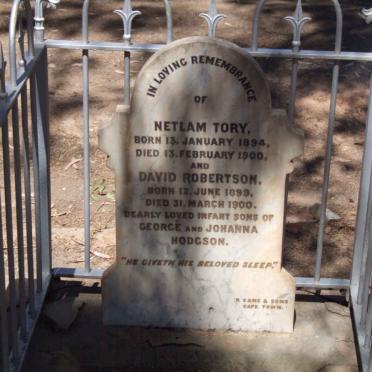 IN LOVING REMEMBRANCE
OF
NETLAM TORY,
BORN 13. JANUARY 1894,
DIED 13. FEBRUARY 1900,
AND
DAVID ROBERTSON,
BORN 12. JUNE 1899,
DIED 31. MARCH 1900.
DEARLY LOVED INFANT SONS OF
GEORGE AND JOHANNA
HODGSON.
"HE GIVETH HIS BELOVED SLEEP."
R CANE & SONS
CAPE TOWN.